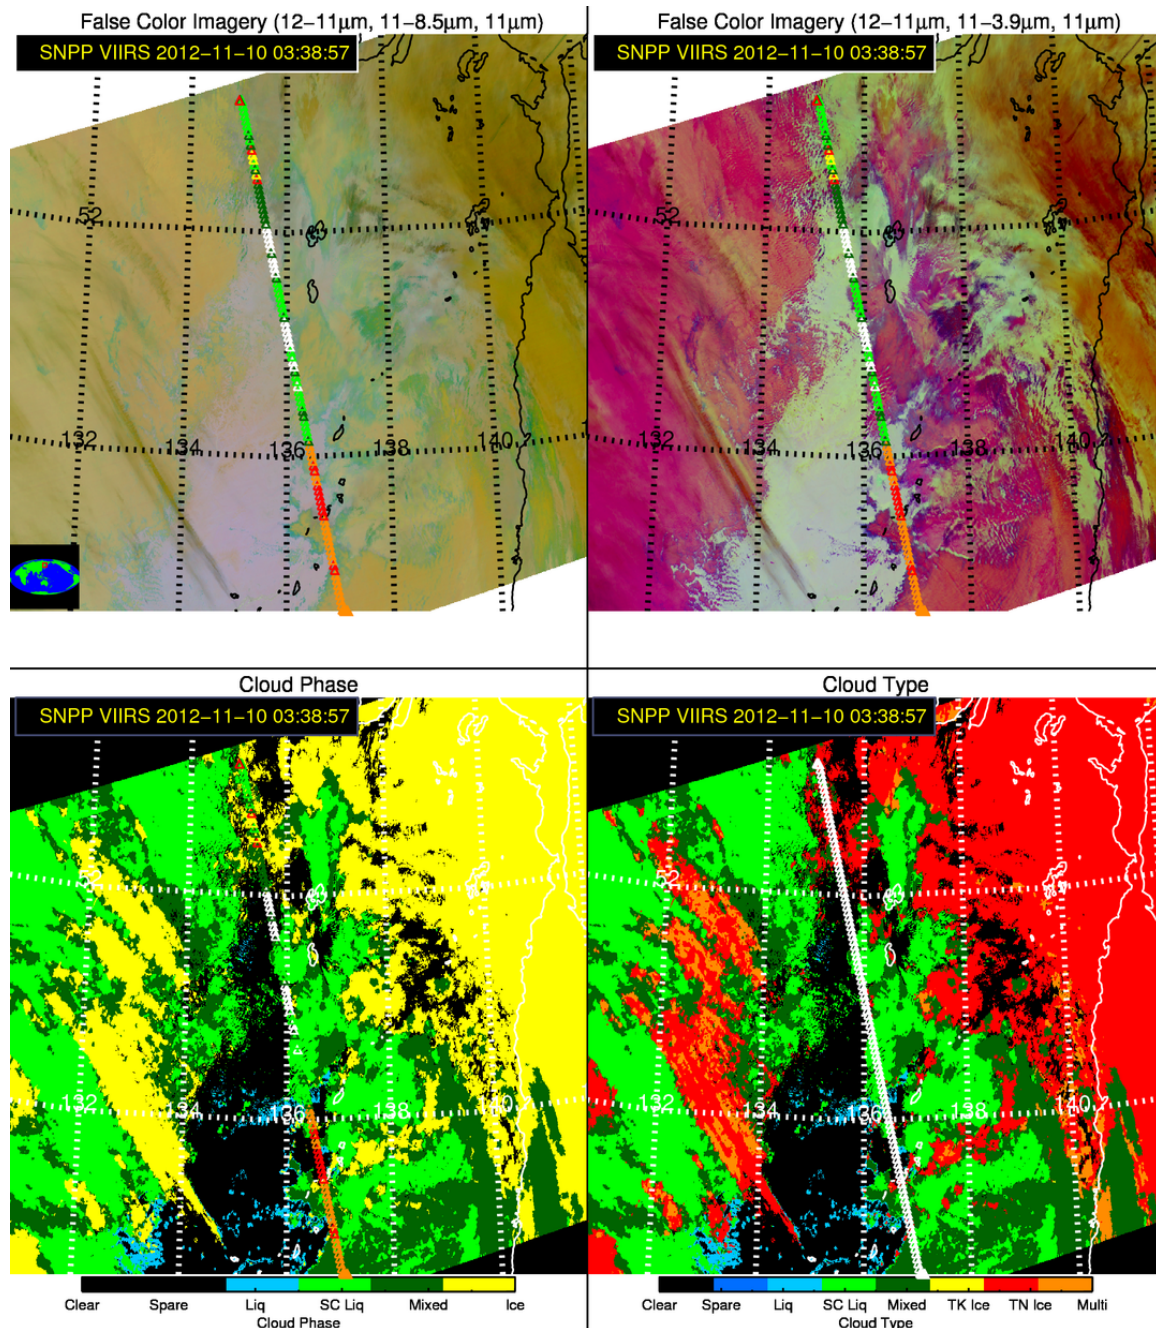 False Color Imagery (12−11μm, 11−8.5μm, 11μm)
SNPP VIIRS 2012−11−10 03:38:57
52
132
134
136
138
140
False Color Imagery (12−11μm, 11−3.9μm, 11μm)
SNPP VIIRS 2012−11−10 03:38:57
52
132
134
136
138
140
Cloud Phase
SNPP VIIRS 2012−11−10 03:38:57
52
132
134
136
138
140
Clear Spare Liq SC Liq Mixed Ice
Cloud Phase
Cloud Type
SNPP VIIRS 2012−11−10 03:38:57
52
132
134
136
138
140
Clear Spare Liq SC Liq Mixed TK Ice TN Ice Multi
Cloud Type